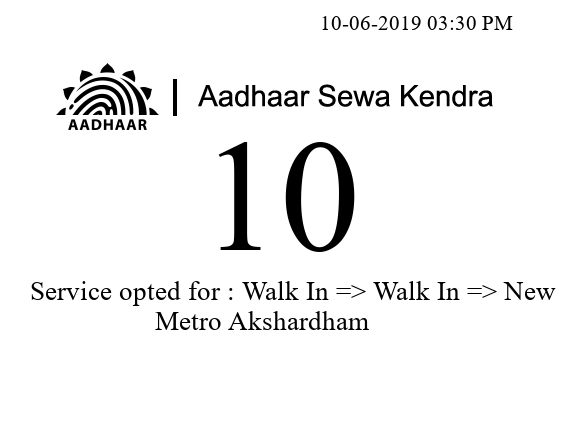 10-06-2019 03:30 PM
AADHAAR
Aadhaar Sewa Kendra
10
Service opted for : Walk In => Walk In => New
Metro Akshardham